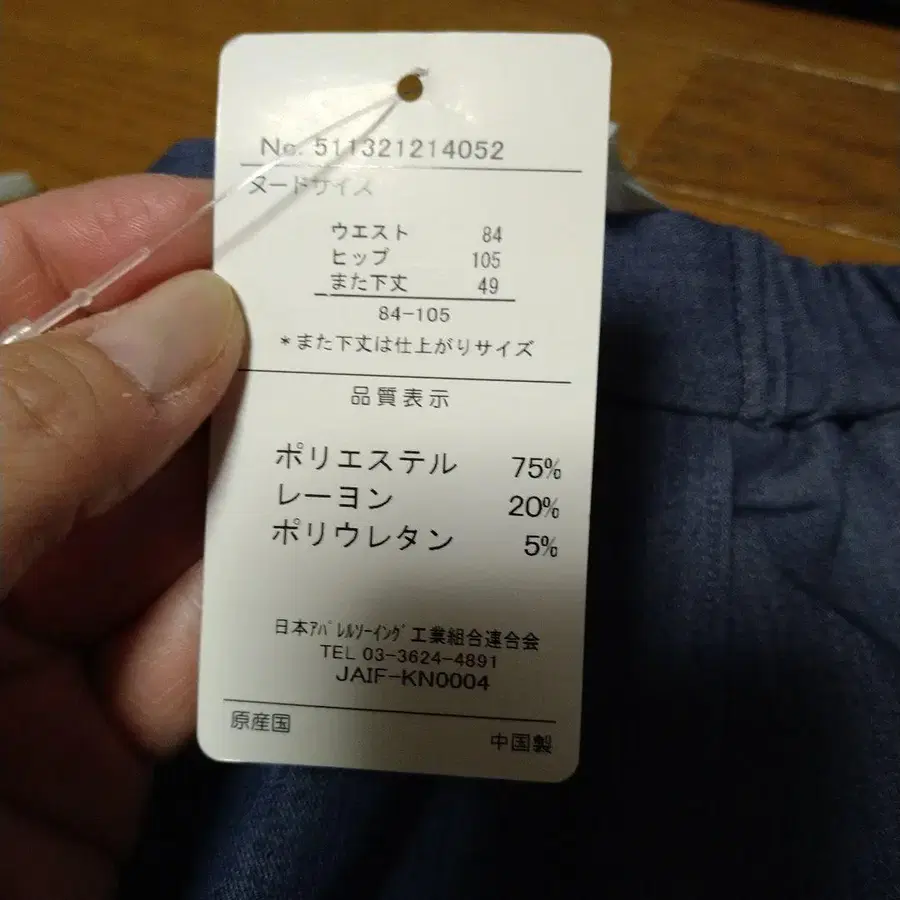 No. 511321214052
ヌードサイズ
ウエスト 84
ヒップ 105
また下丈 49
84-105
*また下丈は仕上がりサイズ
品質表示
ポリエステル 75%
レーヨン 20%
ポリウレタン 5%
日本ｱﾊﾟﾚﾙｿｰｲﾝｸﾞ工業組合連合会
TEL 03-3624-4891
JAIF-KN0004
原産国
中国製